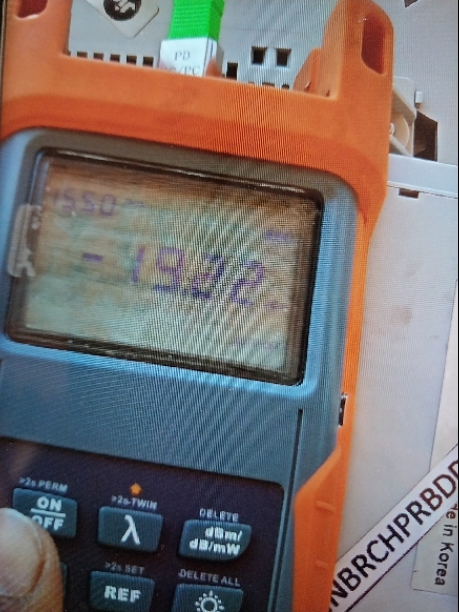 PD
/PC
1550
-19.22
>2s PERM
ON
OFF
>2s-TWIN
λ
DELETE
dBm/
dB/mW
>2s SET
REF
DELETE ALL
NBRCHPRBDD
e in Korea